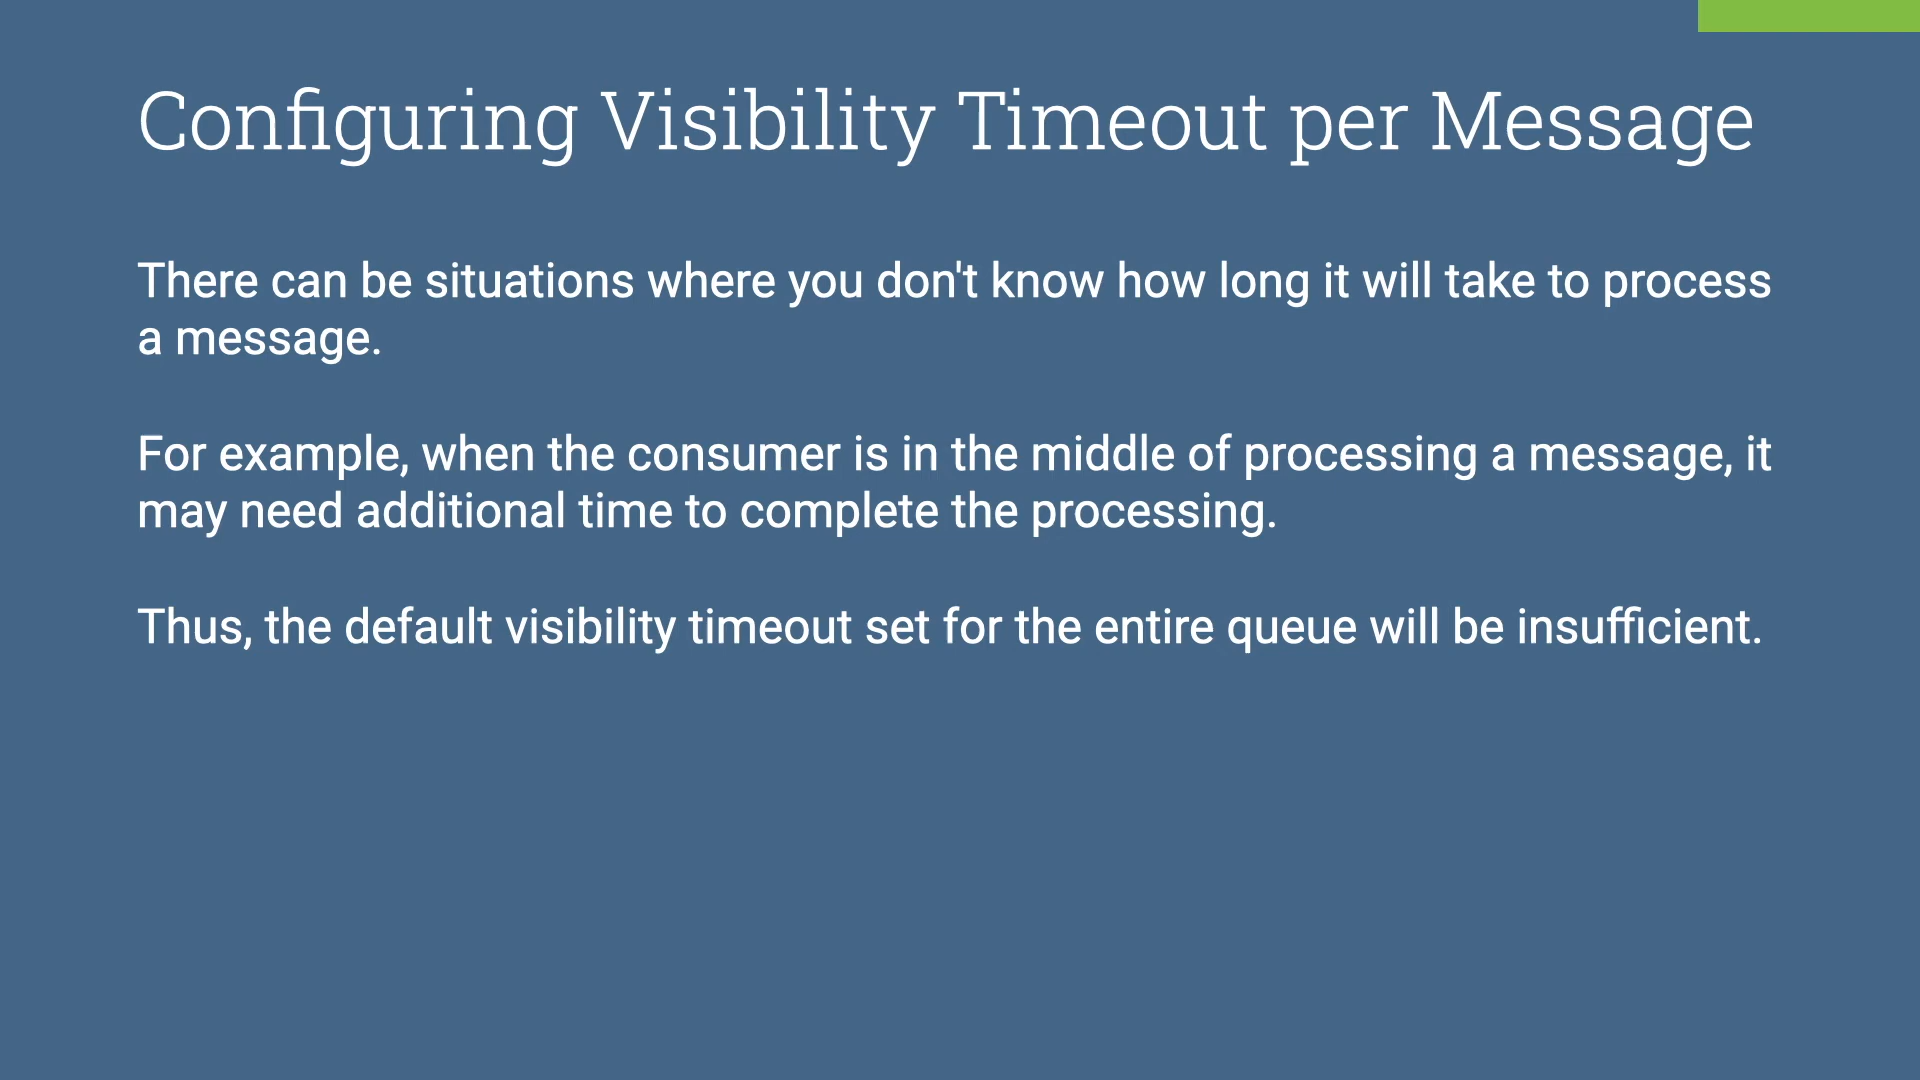 Configuring Visibility Timeout per Message
There can be situations where you don't know how long it will take to process
a message.
For example, when the consumer is in the middle of processing a message, it
may need additional time to complete the processing.
Thus, the default visibility timeout set for the entire queue will be insufficient.